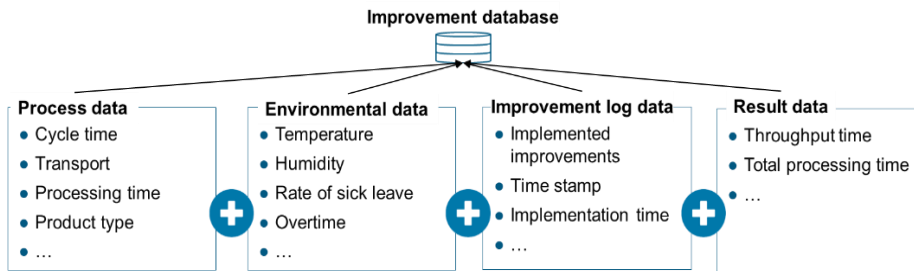 Improvement database
Process data
• Cycle time
• Transport
• Processing time
• Product type
• ...
Environmental data
• Temperature
• Humidity
• Rate of sick leave
• Overtime
• ...
Improvement log data
• Implemented
improvements
• Time stamp
• Implementation time
• ...
Result data
• Throughput time
• Total processing time
• ...